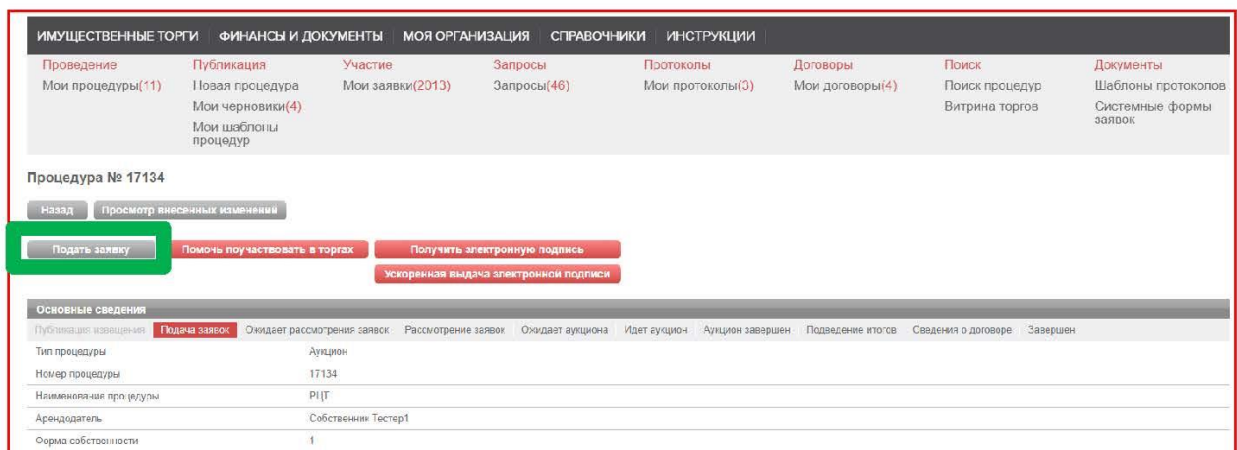 ИМУЩЕСТВЕННЫЕ ТОРГИ ФИНАНСЫ И ДОКУМЕНТЫ МОЯ ОРГАНИЗАЦИЯ СПРАВОЧНИКИ ИНСТРУКЦИИ
Проведение Публикация Участие Запросы Протоколы Договоры Поиск Документы
Мои процедуры(11) Новая процедура Мои заявки(2013) Запросы(46) Мои протоколы(3) Мои договоры(4) Поиск процедур Шаблоны протоколов
Мои черновики(4) Витрина торгов Системные формы
заявок
Мои шаблоны
процедур
Процедура № 17134
Назад Просмотр внесенных изменений
Подать заявку Помочь поучаствовать в торгах Получить электронную подпись
Ускоренная выдача электронной подписи
Основные сведения
Публикация извещения Подача заявок Ожидает рассмотрения заявок Рассмотрение заявок Ожидает аукциона Идет аукцион Аукцион завершен Подведение итогов Сведения о договоре Завершен
Тип процедуры Аукцион
Номер процедуры 17134
Наименование процедуры РЦТ
Арендодатель Собственник Тестер1
Форма собственности 1